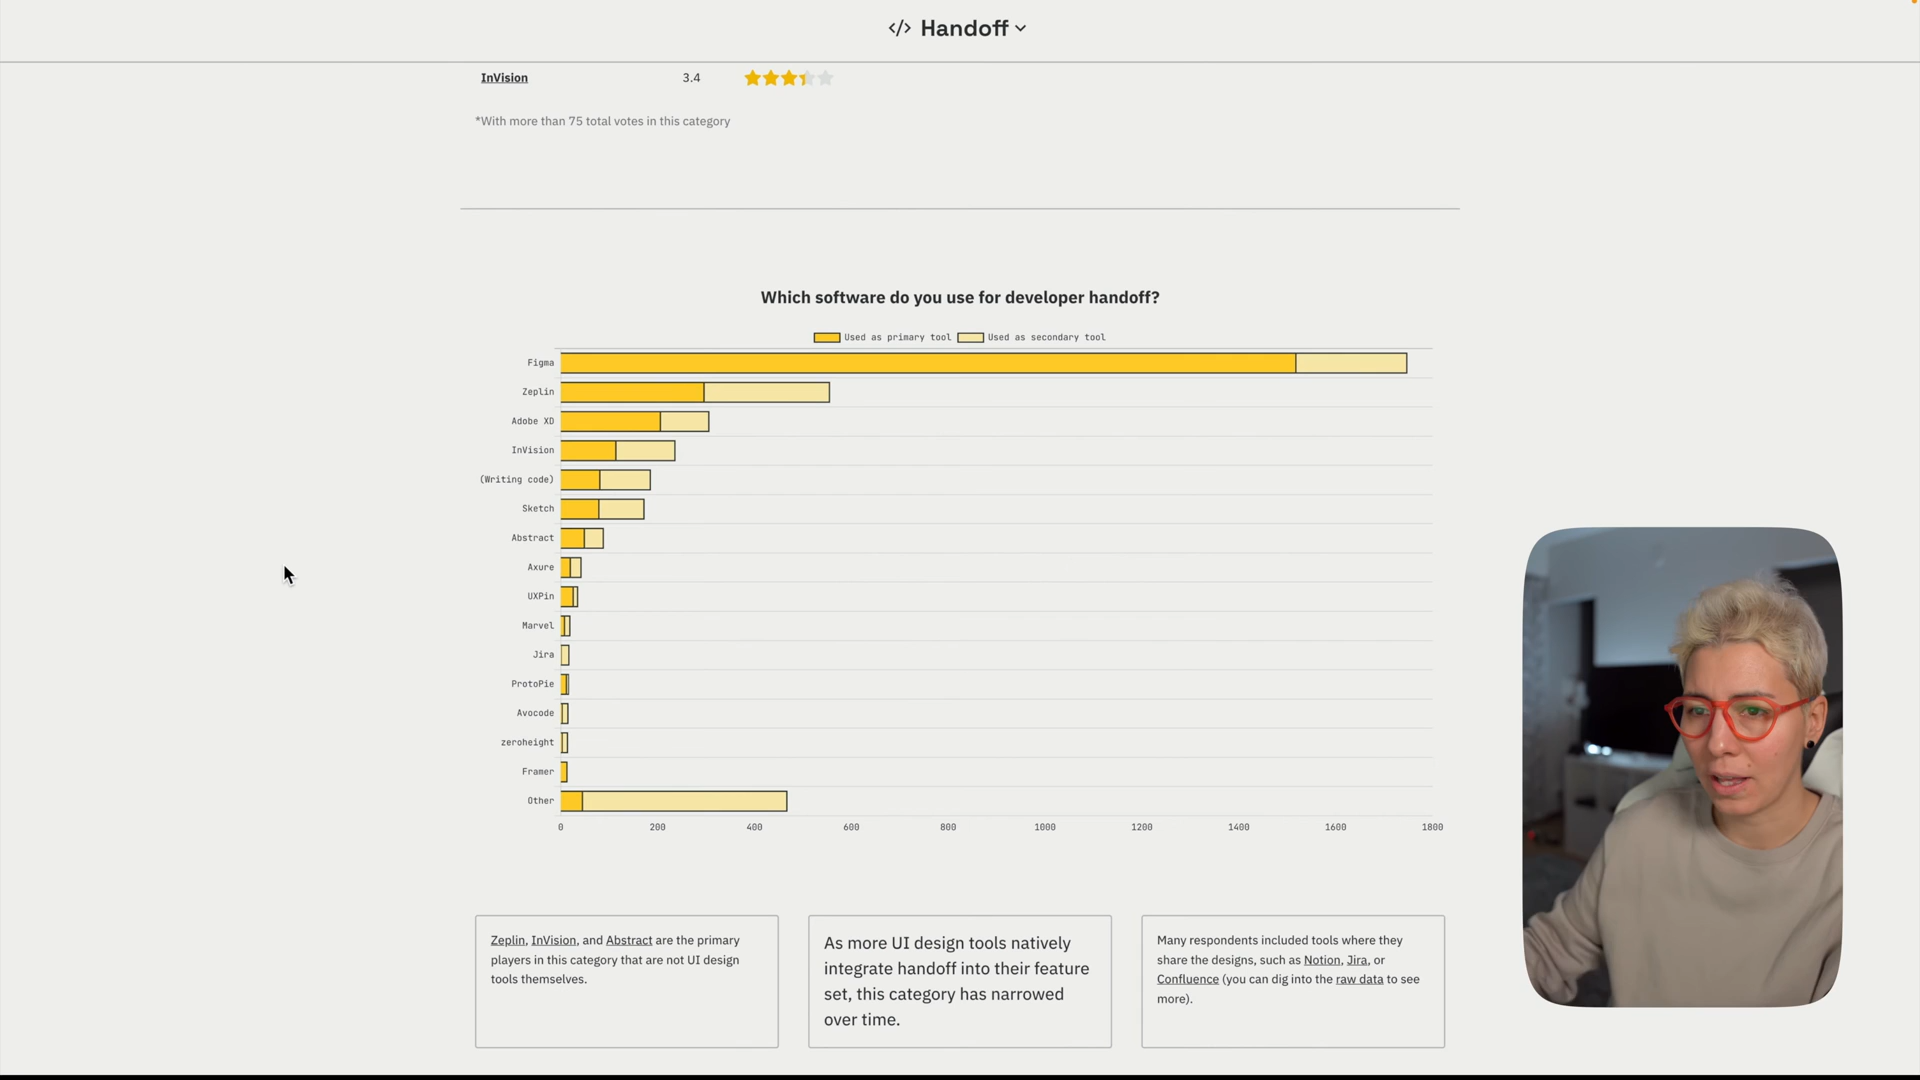 </> Handoff
InVision 3.4
*With more than 75 total votes in this category
Which software do you use for developer handoff?
Used as primary tool Used as secondary tool
Figma
Zeplin
Adobe XD
InVision
(Writing code)
Sketch
Abstract
Axure
UXPin
Marvel
Jira
ProtoPie
Avocode
zeroheight
Framer
Other
0 200 400 600 800 1000 1200 1400 1600 1800
Zeplin, InVision, and Abstract are the primary
players in this category that are not UI design
tools themselves.
As more UI design tools natively
integrate handoff into their feature
set, this category has narrowed
over time.
Many respondents included tools where they
share the designs, such as Notion, Jira, or
Confluence (you can dig into the raw data to see
more).